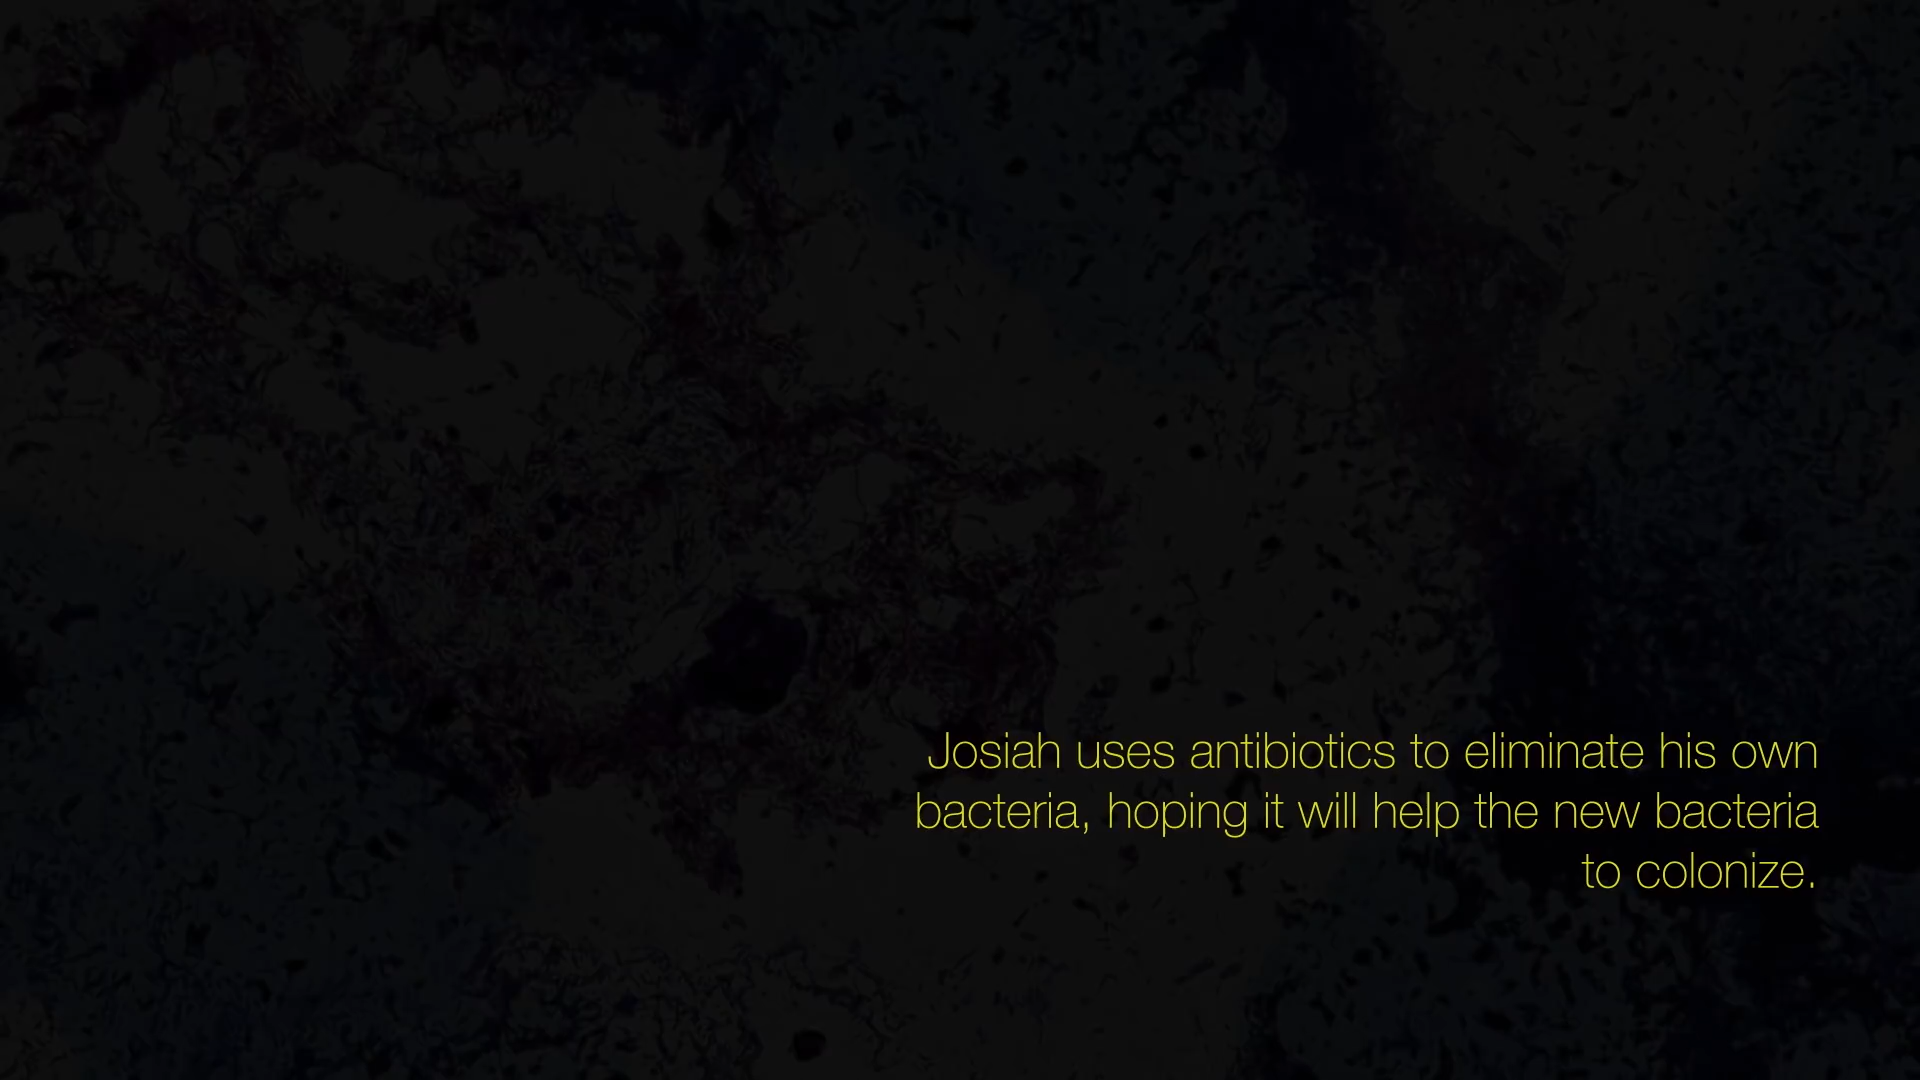 Josiah uses antibiotics to eliminate his own
bacteria, hoping it will help the new bacteria
to colonize.